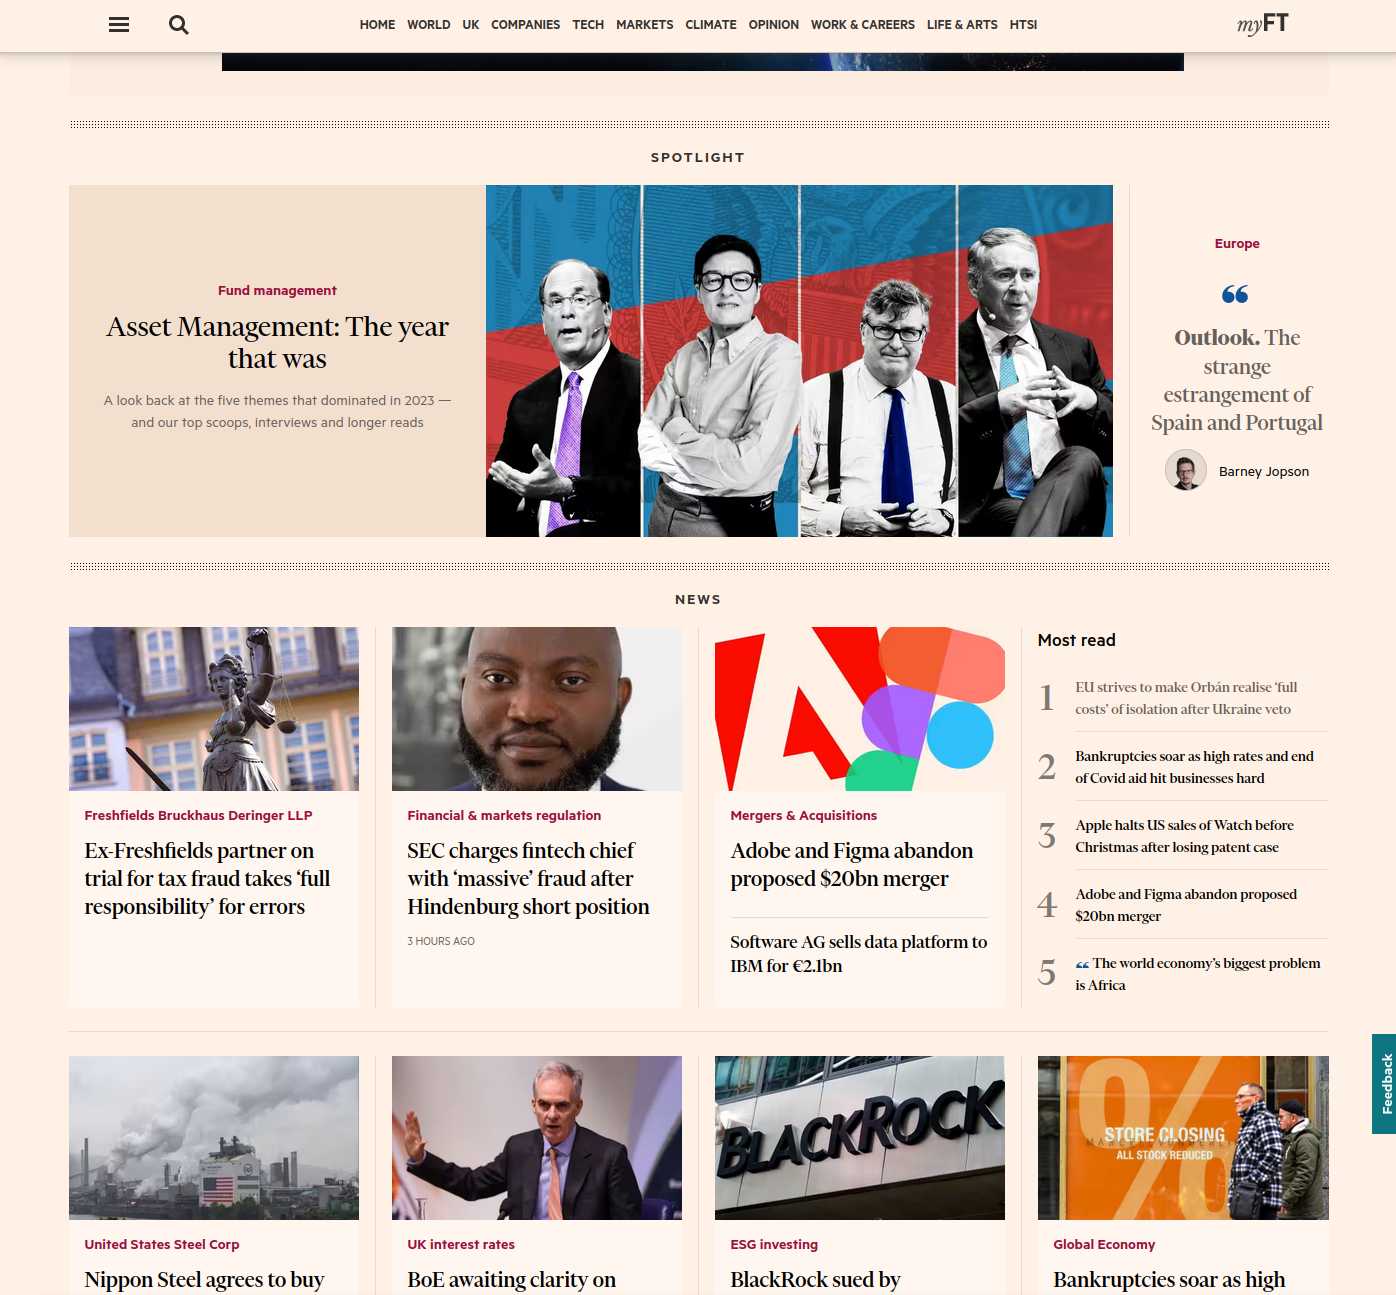 HOME WORLD UK COMPANIES TECH MARKETS CLIMATE OPINION WORK & CAREERS LIFE & ARTS HTSI
myFT
SPOTLIGHT
Fund management
Asset Management: The year
that was
A look back at the five themes that dominated in 2023 —
and our top scoops, interviews and longer reads
Europe
“
Outlook. The
strange
estrangement of
Spain and Portugal
Barney Jopson
NEWS
Freshfields Bruckhaus Deringer LLP
Ex-Freshfields partner on
trial for tax fraud takes ‘full
responsibility’ for errors
Financial & markets regulation
SEC charges fintech chief
with ‘massive’ fraud after
Hindenburg short position
3 HOURS AGO
Mergers & Acquisitions
Adobe and Figma abandon
proposed $20bn merger
Software AG sells data platform to
IBM for €2.1bn
Most read
1
EU strives to make Orbán realise ‘full
costs’ of isolation after Ukraine veto
2
Bankruptcies soar as high rates and end
of Covid aid hit businesses hard
3
Apple halts US sales of Watch before
Christmas after losing patent case
4
Adobe and Figma abandon proposed
$20bn merger
5
“ The world economy’s biggest problem
is Africa
Feedback
United States Steel Corp
Nippon Steel agrees to buy
UK interest rates
BoE awaiting clarity on
BLACKROCK
ESG investing
BlackRock sued by
%
STORE CLOSING
ALL STOCK REDUCED
Global Economy
Bankruptcies soar as high